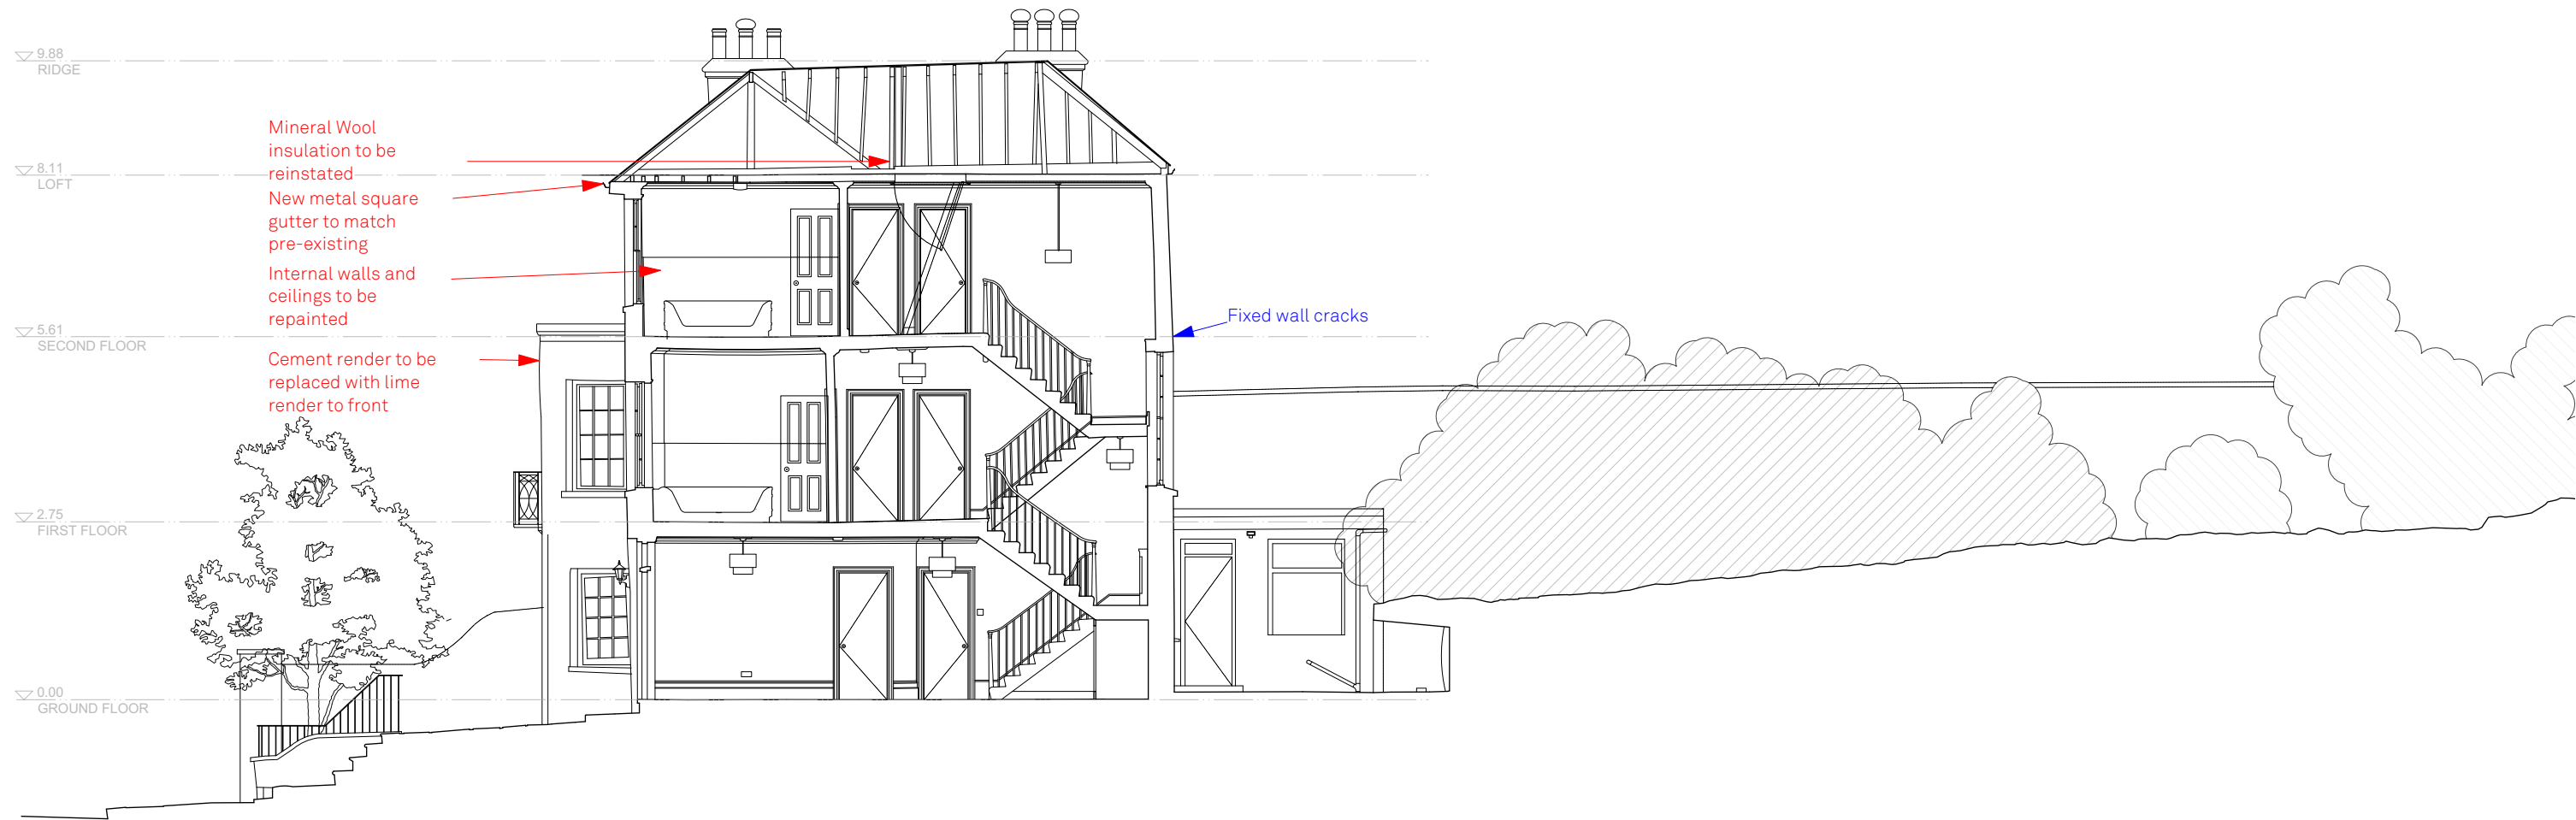 9.88
RIDGE
Mineral Wool
insulation to be
reinstated
8.11
LOFT
New metal square
gutter to match
pre-existing
Internal walls and
ceilings to be
repainted
Fixed wall cracks
5.61
SECOND FLOOR
Cement render to be
replaced with lime
render to front
2.75
FIRST FLOOR
0.00
GROUND FLOOR